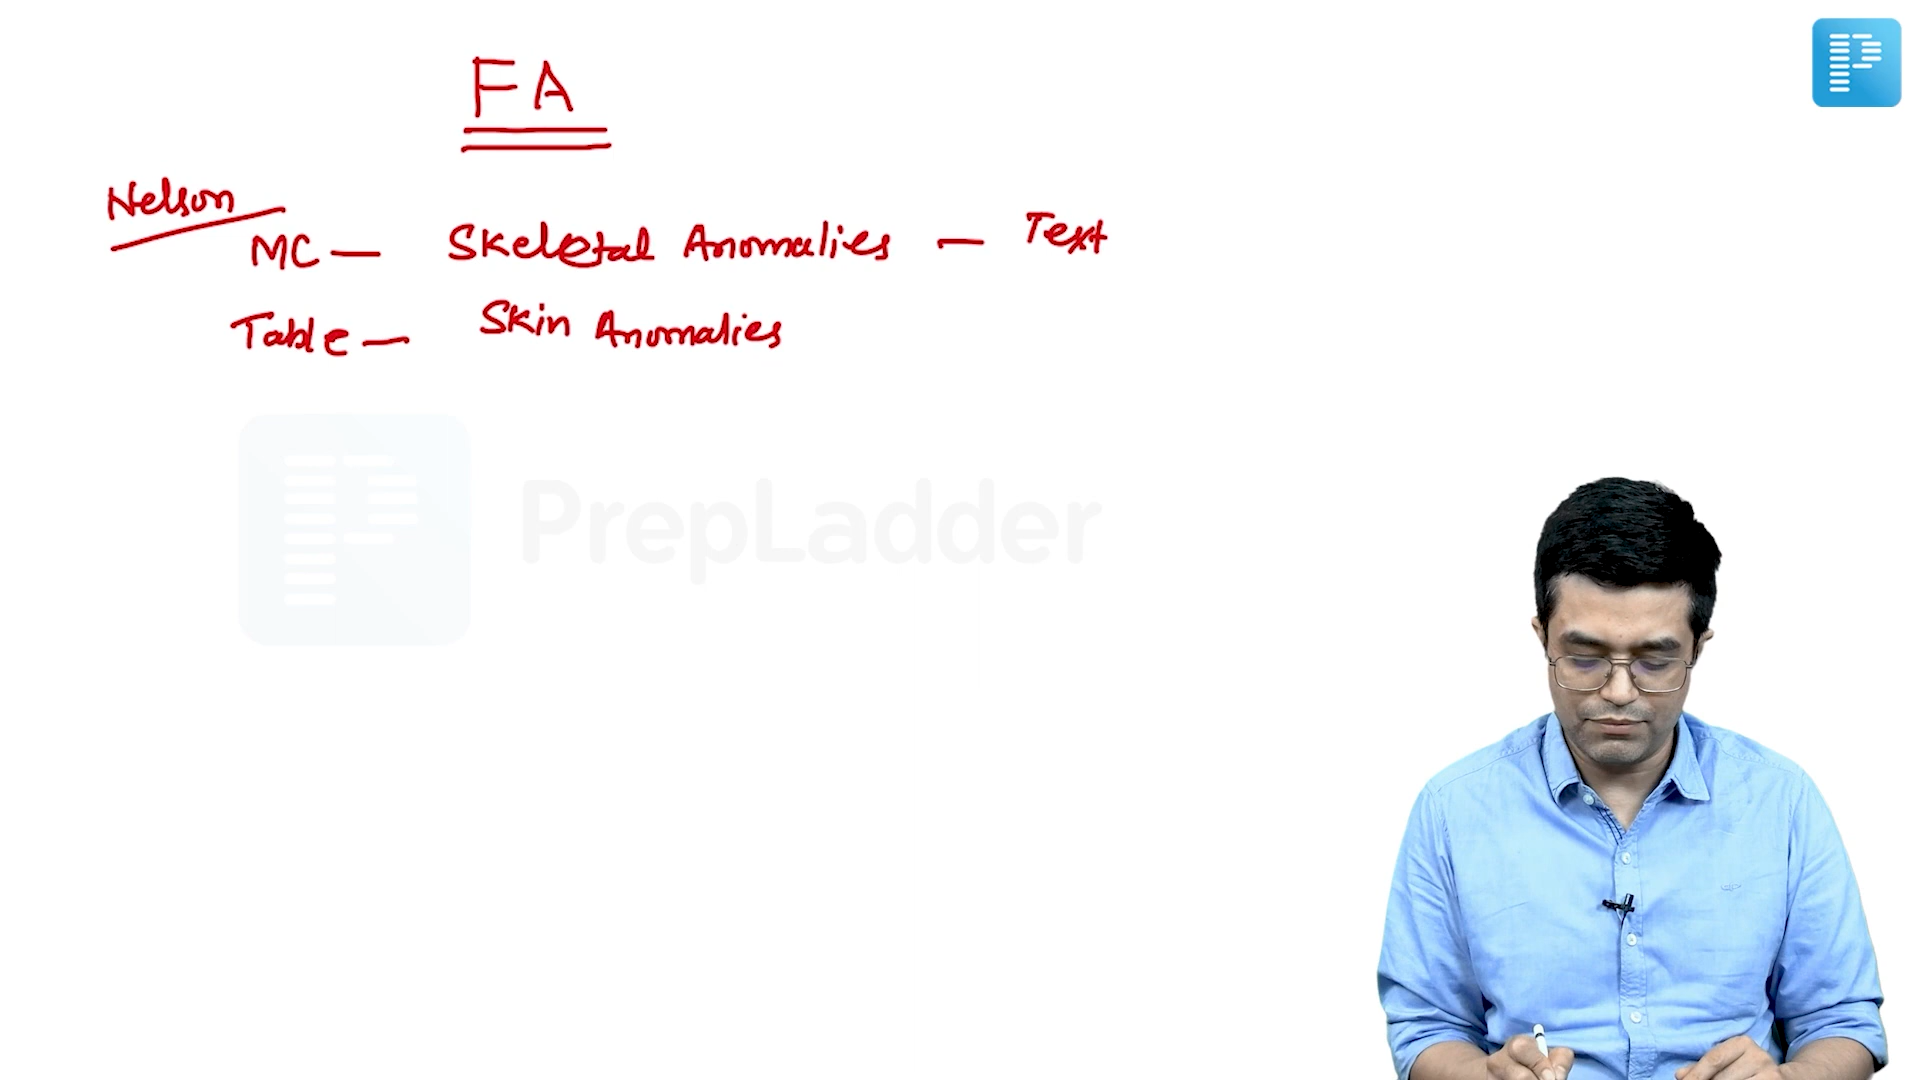 FA
Nelson
MC — Skeletal Anomalies — Text
Table — Skin Anomalies
PrepLadder